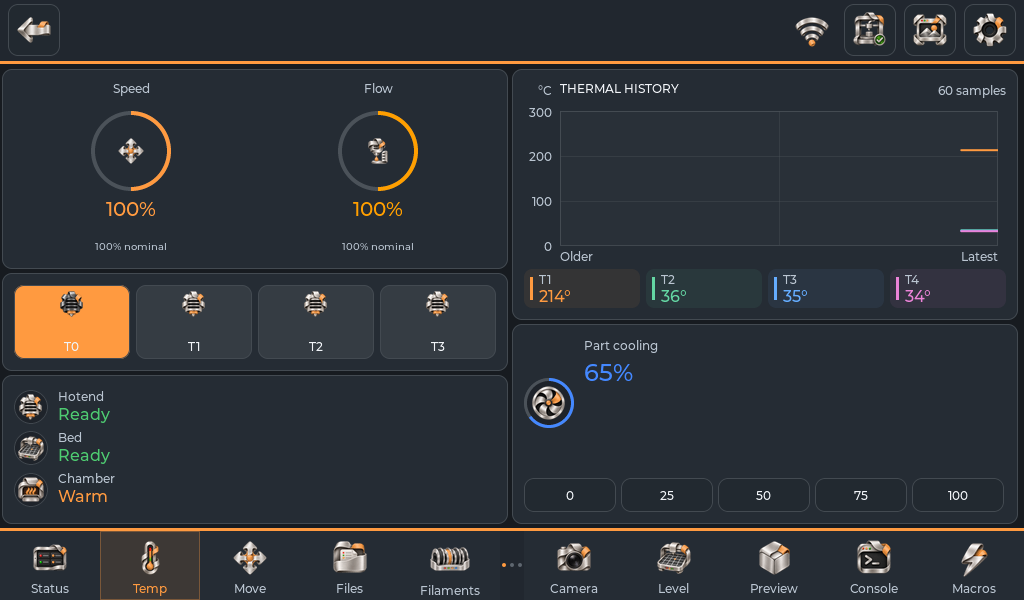 Speed
Flow
100%
100%
100% nominal
100% nominal
°C THERMAL HISTORY
60 samples
300
200
100
0
Older
Latest
T1
214°
T2
36°
T3
35°
T4
34°
T0
T1
T2
T3
Hotend
Ready
Bed
Ready
Chamber
Warm
Part cooling
65%
0
25
50
75
100
Status
Temp
Move
Files
Filaments
Camera
Level
Preview
Console
Macros